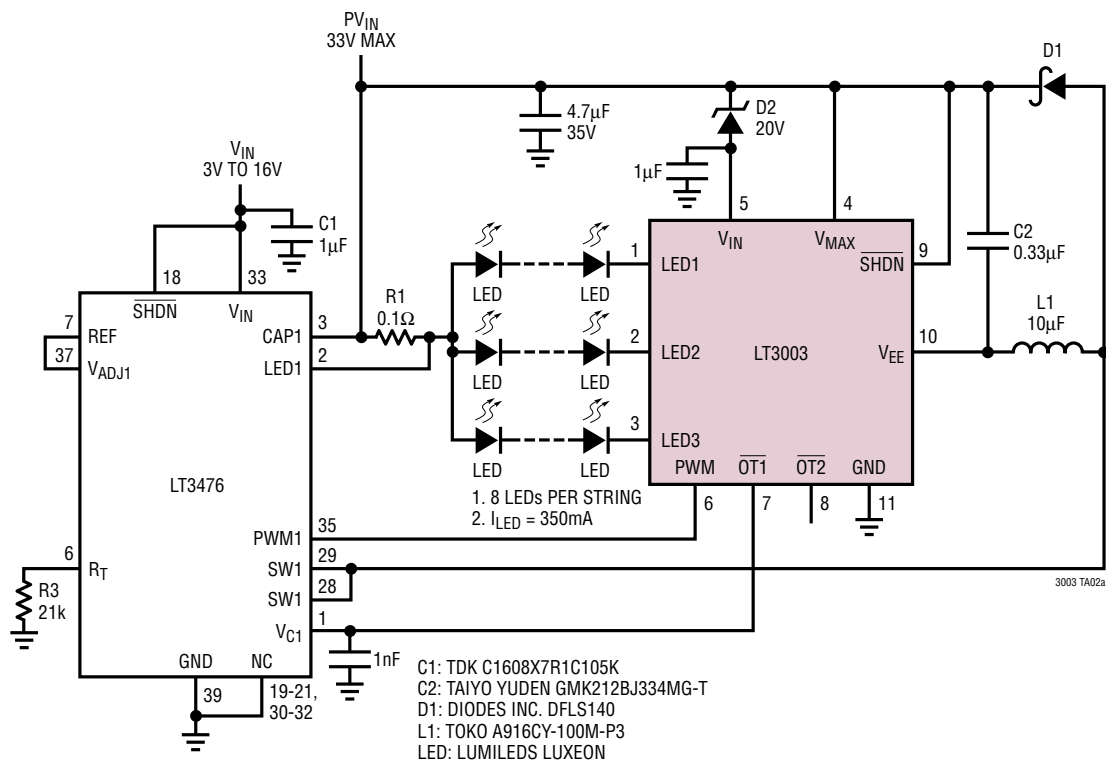 PVIN
33V MAX
D1
4.7µF
35V
D2
20V
VIN
3V TO 16V
1µF
C1
1µF
5
4
18
33
VIN
VMAX
SHDN
9
C2
0.33µF
1
LED1
LED
LED
SHDN
VIN
R1
0.1Ω
L1
10µF
7
REF
CAP1
3
37
VADJ1
LED1
2
2
LED2
LT3003
VEE
10
LED
LED
3
LED3
LED
LED
PWM
OT1
OT2
GND
LT3476
1. 8 LEDs PER STRING
2. ILED = 350mA
6
7
8
11
PWM1
35
6
RT
SW1
29
R3
21k
SW1
28
3003 TA02a
VC1
1
1nF
GND
NC
39
19-21,
30-32
C1: TDK C1608X7R1C105K
C2: TAIYO YUDEN GMK212BJ334MG-T
D1: DIODES INC. DFLS140
L1: TOKO A916CY-100M-P3
LED: LUMILEDS LUXEON